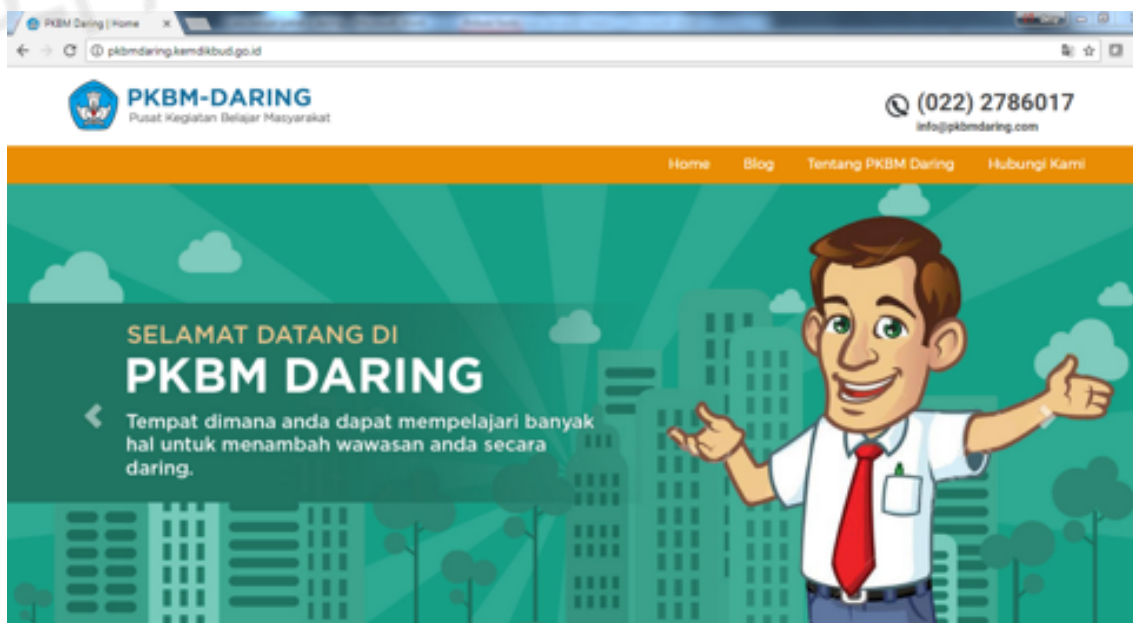 PKBM Daring | Home
pkbmdaring.kemdikbud.go.id
PKBM-DARING
Pusat Kegiatan Belajar Masyarakat
(022) 2786017
info@pkbmdaring.com
Home Blog Tentang PKBM Daring Hubungi Kami
SELAMAT DATANG DI
PKBM DARING
Tempat dimana anda dapat mempelajari banyak
hal untuk menambah wawasan anda secara
daring.